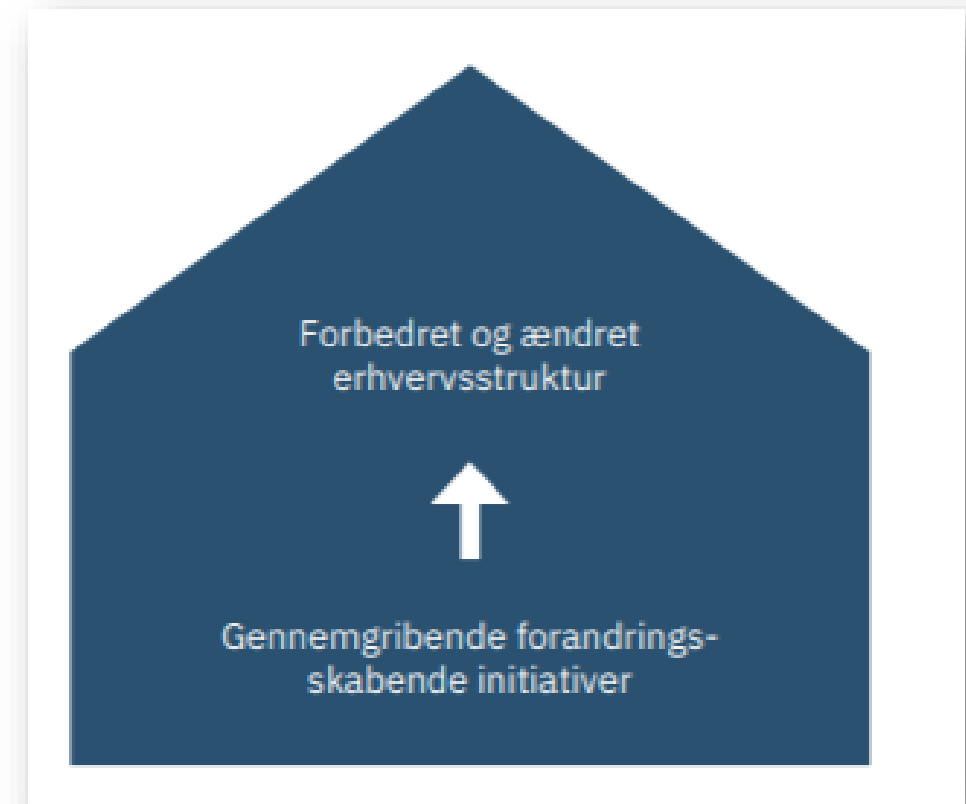 Forbedret og ændret
erhvervsstruktur
Gennemgribende forandrings-
skabende initiativer